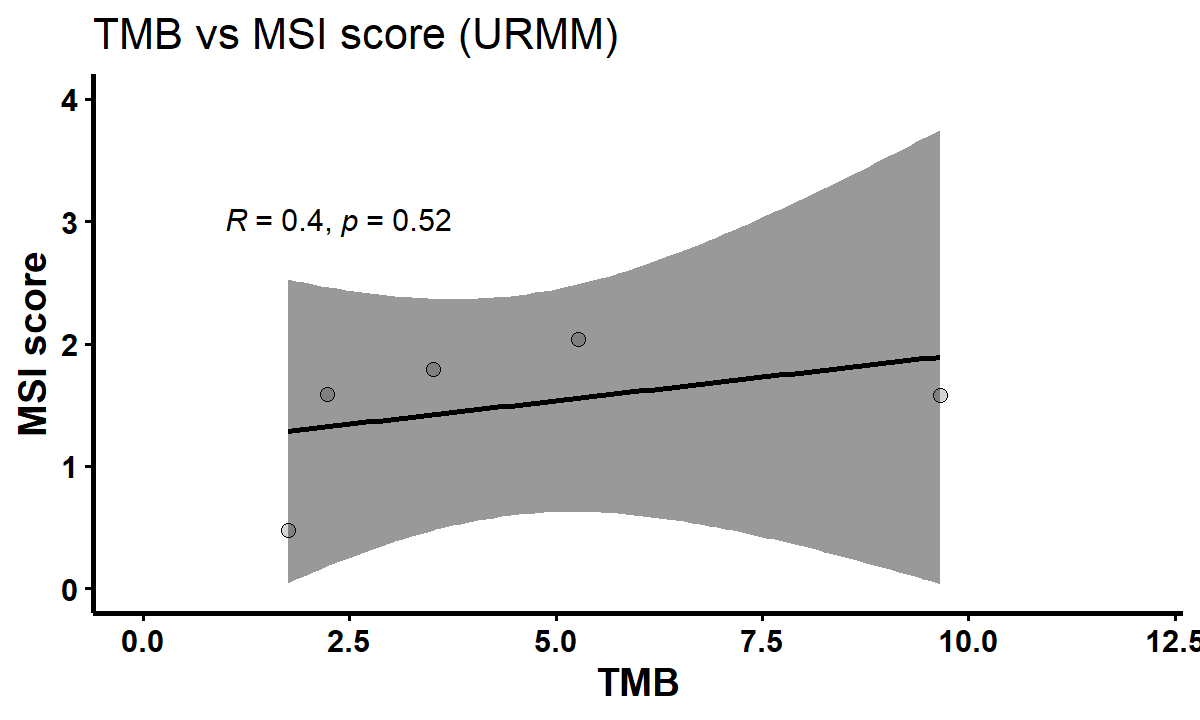 TMB vs MSI score (URMM)
4
R = 0.4, p = 0.52
3
2
1
0
MSI score
0.0 2.5 5.0 7.5 10.0 12.5
TMB